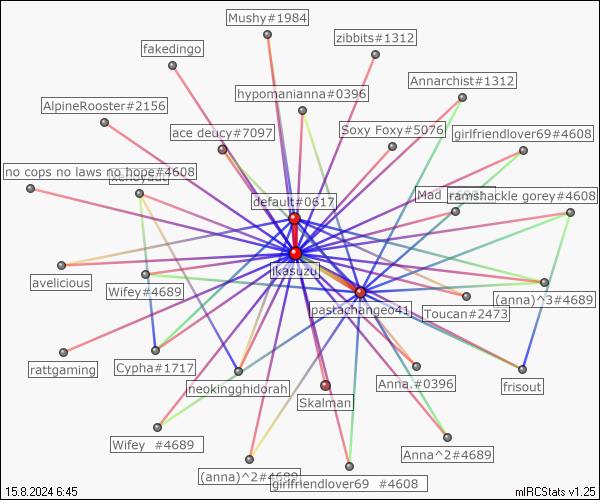 Mushy#1984
zibbits#1312
fakedingo
Annarchist#1312
hypomanianna#0396
AlpineRooster#2156
ace deucy#7097
Soxy Foxy#5076
girlfriendlover69#4608
no cops no laws no hope#4608
Mad
ramshackle gorey#4608
default#0617
ikasuzu
avelicious
Wifey#4689
(anna)^3#4689
pastachangeo41
Toucan#2473
rattgaming
Cypha#1717
neokingghidorah
Anna.#0396
frisout
Skalman
Wifey #4689
Anna^2#4689
(anna)^2#4689
girlfriendlover69 #4608
15.8.2024 6:45
mIRCStats v1.25